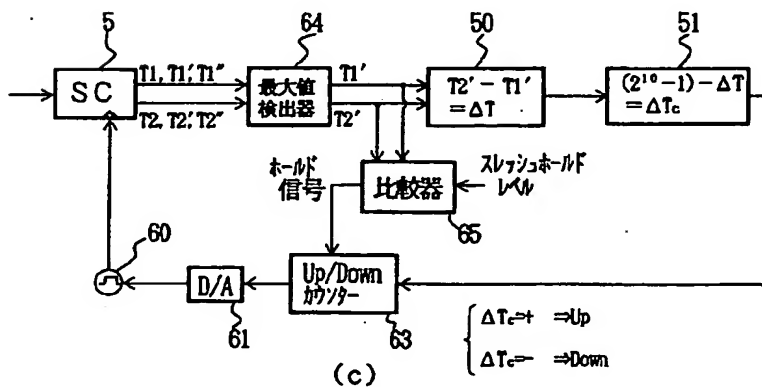 5
64
50
51
SC
T1, T1', T1"
T2, T2', T2"
最大値
検出器
T1'
T2'
T2' − T1'
=ΔT
(2¹⁰−1)−ΔT
=ΔTc
ホールド
信号
比較器
スレッシュホールド
レベル
65
60
D/A
61
Up/Down
カウンター
63
ΔTc=+ ⇒Up
ΔTc=− ⇒Down
(c)